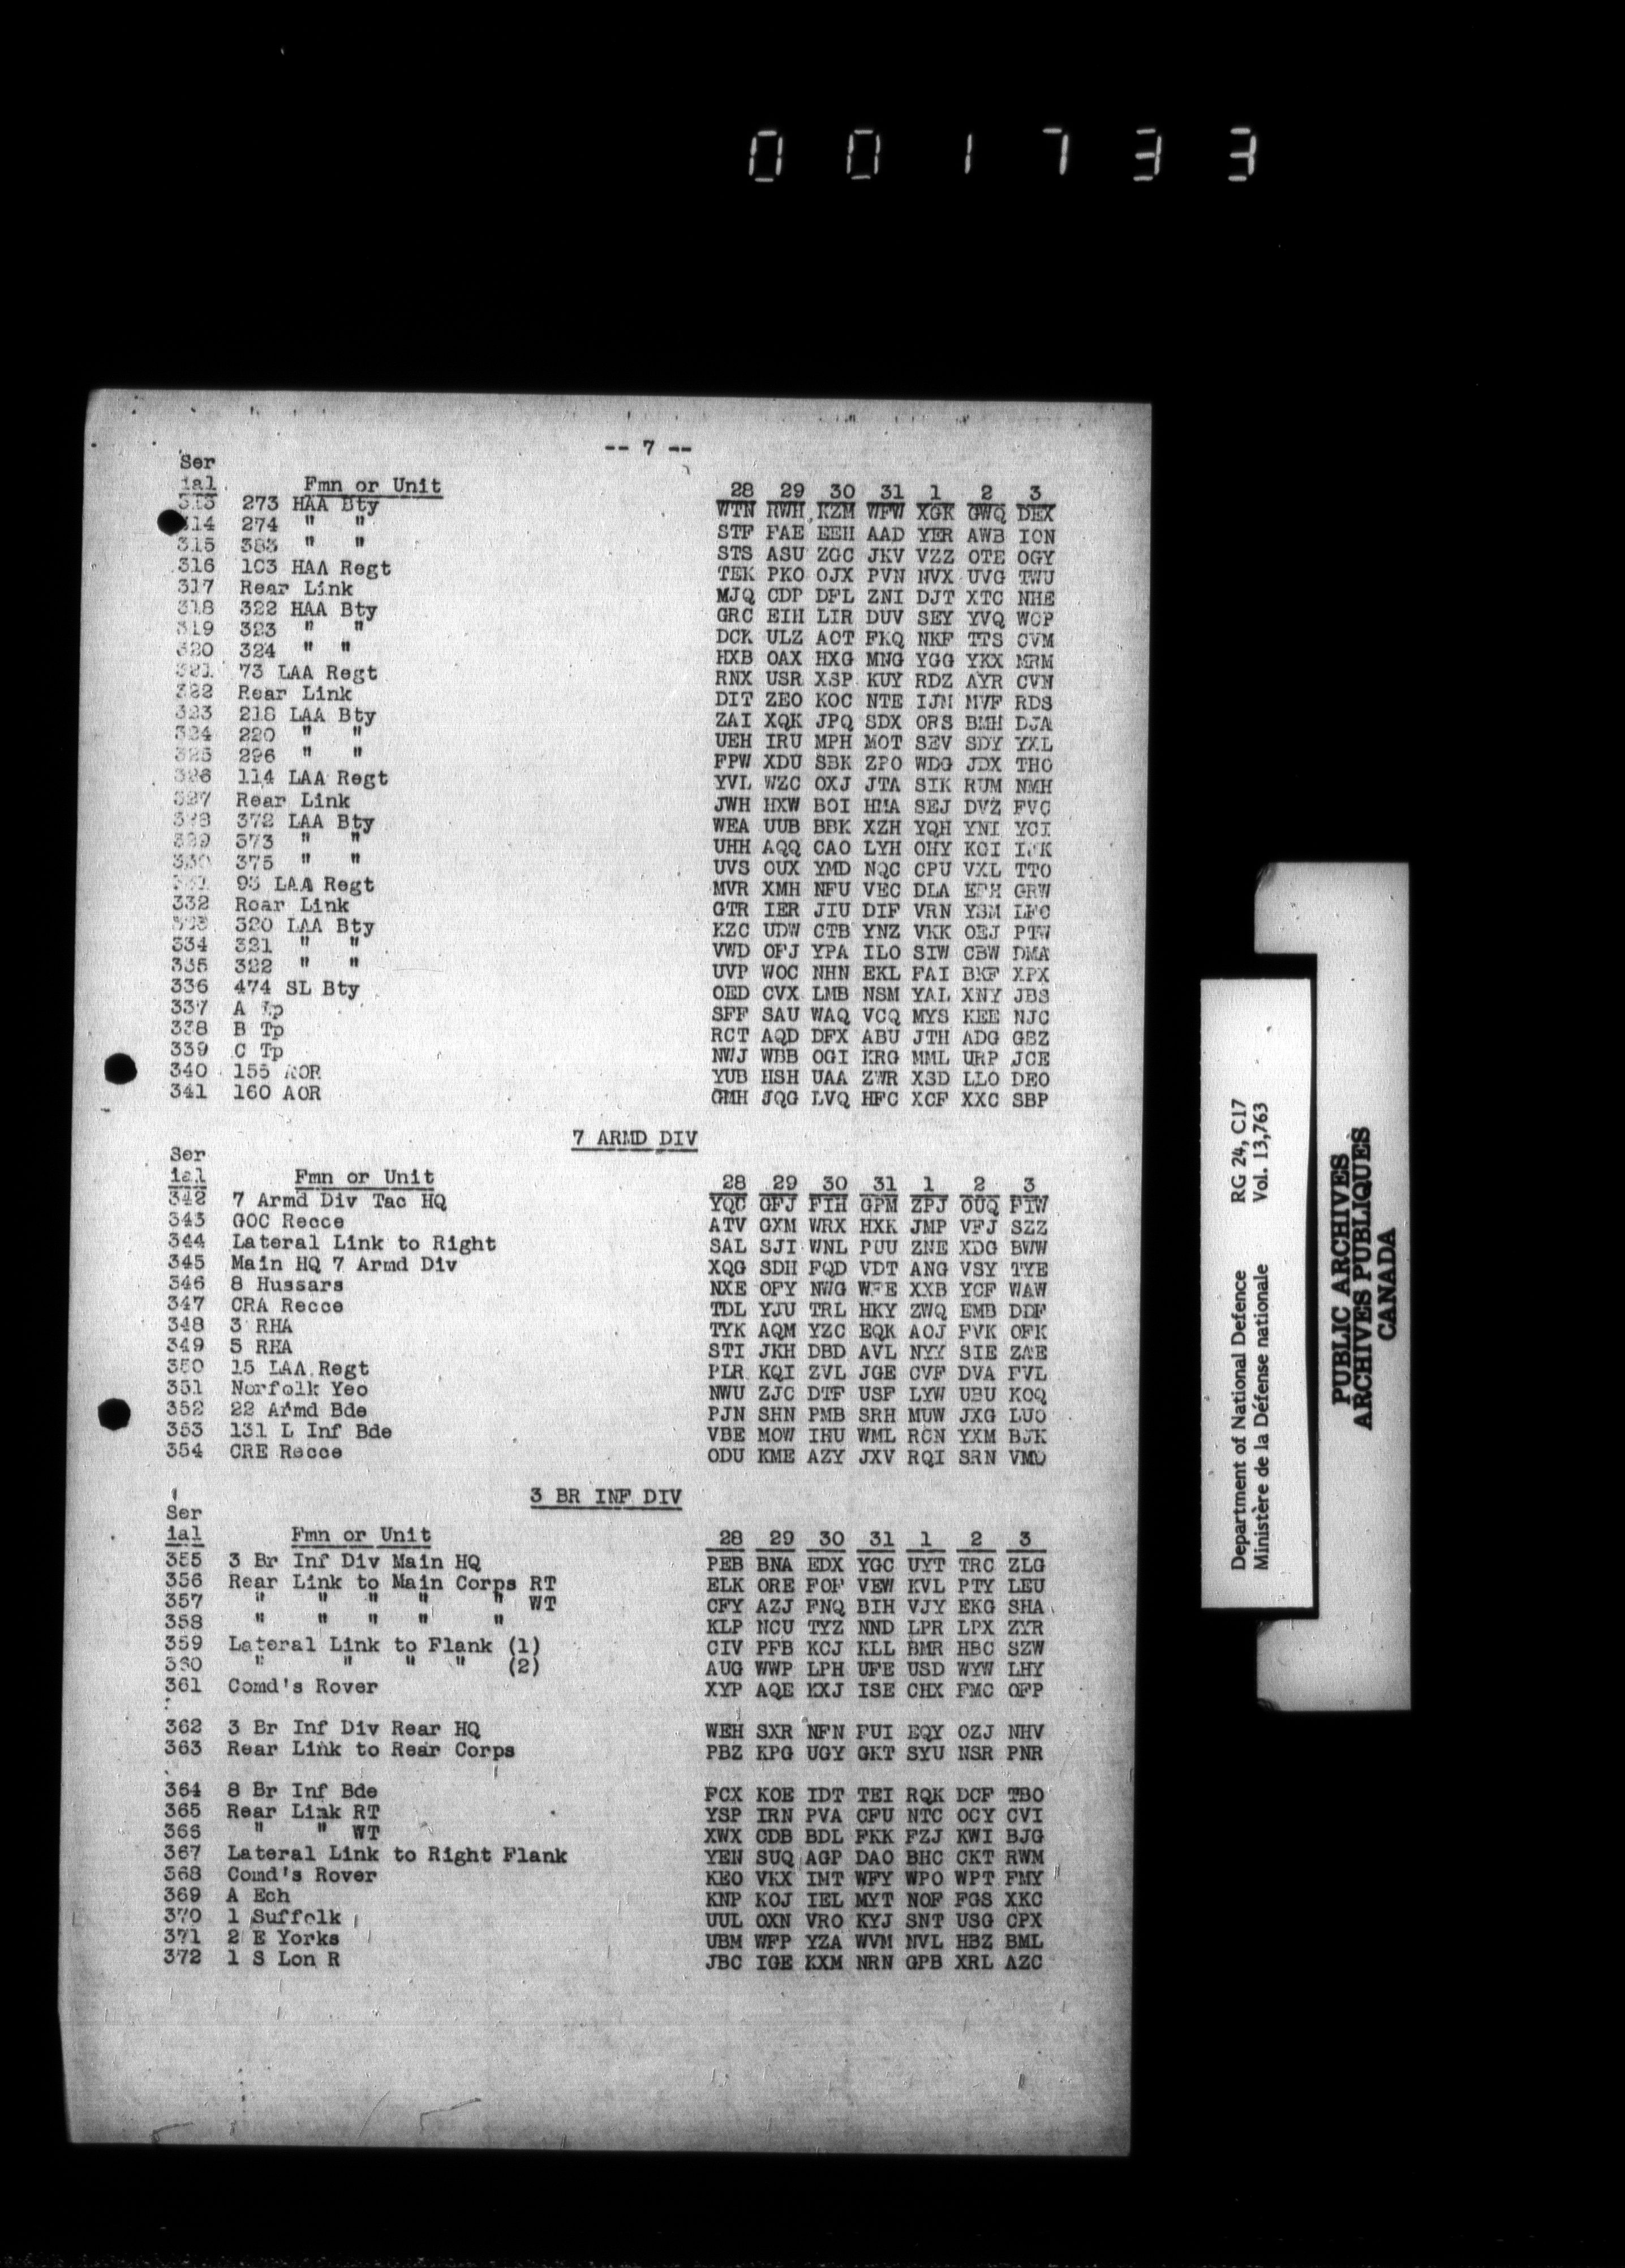 001733
-- 7 --
Ser
ial Fmn or Unit 28 29 30 31 1 2 3
313 273 HAA Bty WTN RWH KZM WFW XGK GWQ DEX
314 274 " " STF FAE EEH AAD YER AWB ION
315 383 " " STS ASU ZGC JKV VZZ OTE OGY
316 103 HAA Regt TEK PKO OJX PVN NVX UVG TWU
317 Rear Link MJQ CDP DFL ZNI DJT XTC NHE
318 322 HAA Bty GRC EIH LIR DUV SEY YVQ WCP
319 323 " " DCK ULZ ACT FKQ NKF TTS CVM
320 324 " " HXB OAX HXG MNG YGG YKX MRM
321 73 LAA Regt RNX USR XSP KUY RDZ AYR CVN
322 Rear Link DIT ZEO KOC NTE IJM MVF RDS
323 218 LAA Bty ZAI XQK JPQ SDX ORS BMH DJA
324 220 " " UEH IRU MPH MOT SEV SDY YXL
325 296 " " FPW XDU SBK ZPO WDG JDX THO
326 114 LAA Regt YVL WZC OXJ JTA SIK RUM NMH
327 Rear Link JWH HXW BOI HMA SEJ DVZ FVC
328 372 LAA Bty WEA UUB BBK XZH YQH YNI YCI
329 373 " " UHH AQQ CAO LYH OHY KCI
330 375 " " UVS OUX YMD NQC CPU VXL TTO
331 93 LAA Regt MVR XMH NFU VEC DLA EFH GRW
332 Rear Link GTR IER JIU DIF VRN YSM LFC
333 320 LAA Bty KZC UDW CTB YNZ VKK OEJ PTW
334 321 " " VWD OFJ YPA ILO SIW CBW DMA
335 322 " " UVP WOC NHN EKL FAI BKF XPX
336 474 SL Bty OED CVX LMB NSM YAL XNY JBS
337 A Tp SFF SAU WAQ VCQ MYS KEE NJC
338 B Tp RCT AQD DFX ABU JTH ADG GBZ
339 C Tp NWJ WBB OGI KRG MML URP JCE
340 155 AOR YUB HSH UAA ZWR XSD LLO DEO
341 160 AOR GMH JQG LVQ HFC XCF XXC SBP
7 ARMD DIV
Ser
ial Fmn or Unit 28 29 30 31 1 2 3
342 7 Armd Div Tac HQ YQC GFJ FIH GPM ZPJ OUQ FIW
343 GOC Recce ATV GXM WRX HXK JMP VFJ SZZ
344 Lateral Link to Right SAL SJI WNL PUU ZNE XDG BWW
345 Main HQ 7 Armd Div XQG SDH FQD VDT ANG VSY TYE
346 8 Hussars NXE OFY NWG WFE XXB YCF WAW
347 CRA Recce TDL YJU TRL HKY ZWQ EMB DDF
348 3 RHA TYK AQM YZC EQK AOJ FVK OFK
349 5 RHA STI JKH DBD AVL NYY SIE ZAE
350 15 LAA Regt PLR KQI ZVL JGE CVF DVA FVL
351 Norfolk Yeo NWU ZJC DTF USF LYW UBU KOQ
352 22 Armd Bde PJN SHN PMB SRH MUW JXG LUO
353 131 L Inf Bde VBE MOW IHU WML RCN YXM BJK
354 CRE Recce ODU KME AZY JXV RQI SRN VMD
3 BR INF DIV
Ser
ial Fmn or Unit 28 29 30 31 1 2 3
355 3 Br Inf Div Main HQ PEB BNA EDX YGC UYT TRC ZLG
356 Rear Link to Main Corps RT ELK ORE FOF VEW KVL PTY LEU
357 " " " " " WT CFY AZJ FNQ BIH VJY EKG SHA
358 " " " " " KLP NCU TYZ NND LPR LPX ZYR
359 Lateral Link to Flank (1) CIV PFB KCJ KLL BMR HBC SZW
360 " " " " (2) AUG WWP LPH UFE USD WYW LHY
361 Comd's Rover XYP AQE KXJ ISE CHX FMC OFP
362 3 Br Inf Div Rear HQ WEH SXR NFN FUI EQY OZJ NHV
363 Rear Link to Rear Corps PBZ KPG UGY GKT SYU NSR PNR
364 8 Br Inf Bde FCX KOE IDT TEI RQK DCF TBO
365 Rear Link RT YSP IRN PVA CFU NTC OCY CVI
366 " " WT XWX CDB BDL FKK FZJ KWI BJG
367 Lateral Link to Right Flank YEN SUQ AGP DAO BHC CKT RWM
368 Comd's Rover KEO VKX IMT WFY WPO WPT FMY
369 A Ech KNP KOJ IEL MYT NOF FGS XKC
370 1 Suffolk UUL OXN VRO KYJ SNT USG CPX
371 2 E Yorks UBM WFP YZA WVM NVL HBZ BML
372 1 S Lon R JBC IGE KXM NRN GPB XRL AZC
Department of National Defence RG 24, C17
Ministère de la Défense nationale Vol. 13,763
PUBLIC ARCHIVES
ARCHIVES PUBLIQUES
CANADA